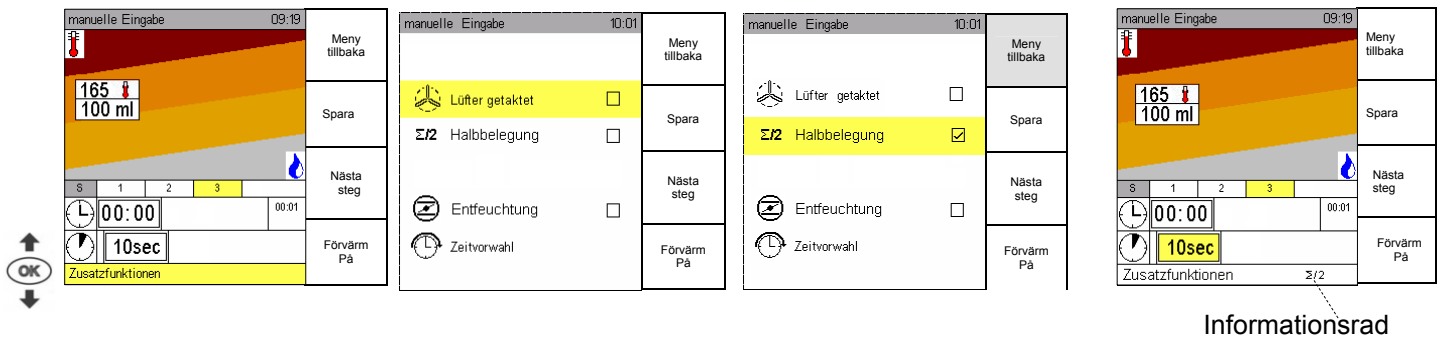 manuelle Eingabe 09:19
Meny
tillbaka
165
100 ml
Spara
Nästa
steg
S 1 2 3
00:00 00:01
10sec
Förvärm
På
Zusatzfunktionen
OK
manuelle Eingabe 10:01
Meny
tillbaka
Lüfter getaktet
Spara
Σ/2 Halbbelegung
Nästa
steg
Entfeuchtung
Zeitvorwahl
Förvärm
På
manuelle Eingabe 10:01
Meny
tillbaka
Lüfter getaktet
Spara
Σ/2 Halbbelegung
Nästa
steg
Entfeuchtung
Zeitvorwahl
Förvärm
På
manuelle Eingabe 09:19
Meny
tillbaka
165
100 ml
Spara
Nästa
steg
S 1 2 3
00:00 00:01
10sec
Förvärm
På
Zusatzfunktionen Σ/2
Informationsrad